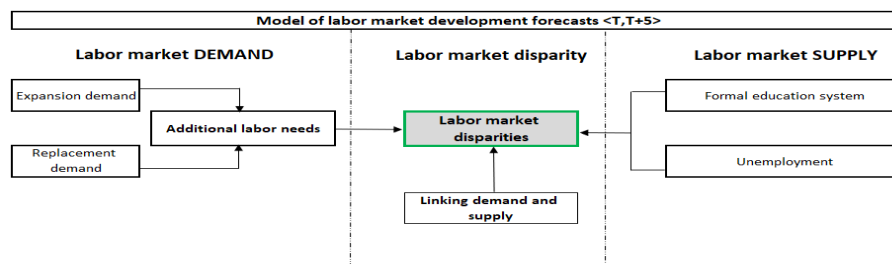 Model of labor market development forecasts <T,T+5>
Labor market DEMAND
Labor market disparity
Labor market SUPPLY
Expansion demand
Additional labor needs
Replacement
demand
Labor market
disparities
Linking demand and
supply
Formal education system
Unemployment